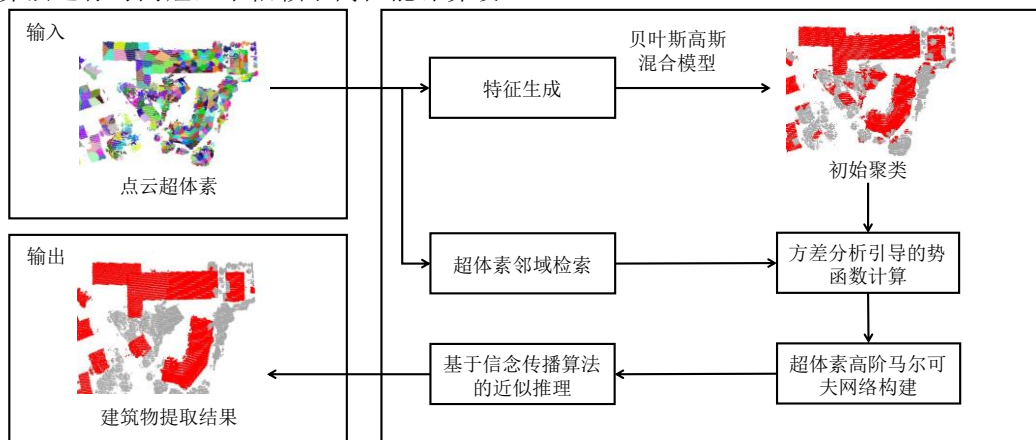 输入
点云超体素
输出
建筑物提取结果
特征生成
贝叶斯高斯
混合模型
初始聚类
超体素邻域检索
方差分析引导的势
函数计算
超体素高阶马尔可
夫网络构建
基于信念传播算法
的近似推理